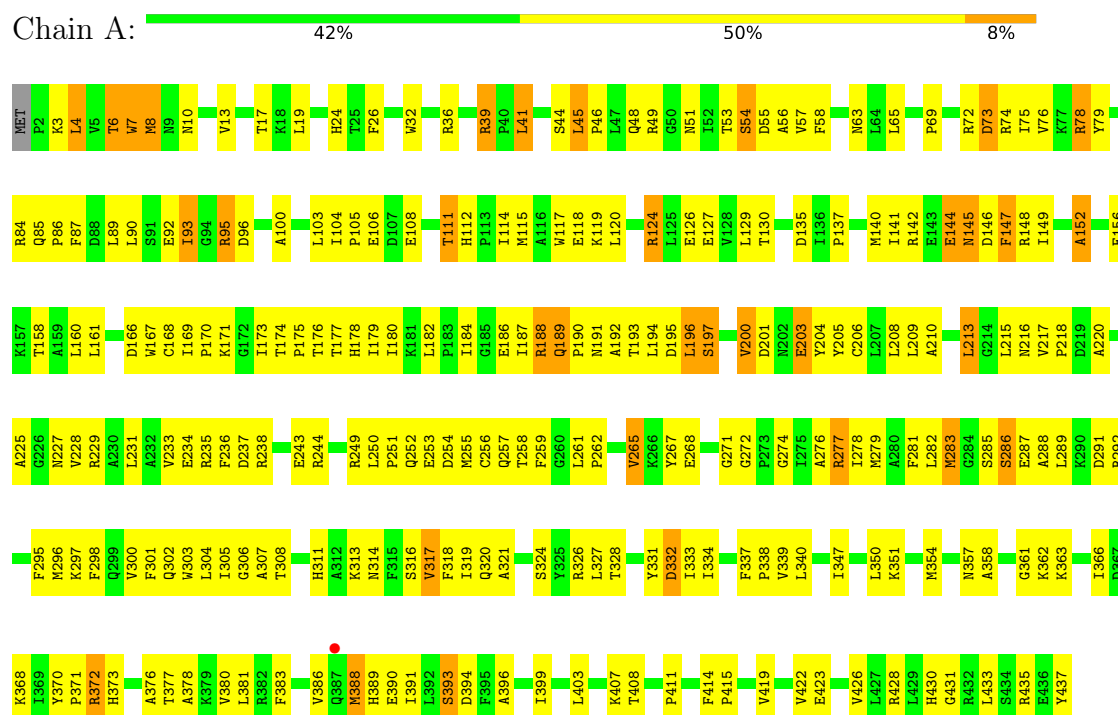 Chain A:
42% 50% 8%
MET P2 K3 L4 V5 T6 W7 M8 N9 N10 V13 T17 K18 L19 H24 T25 F26 W32 R36 R39 P40 L41 S44 L45 P46 L47 Q48 R49 G50 N51 I52 T53 S54 D55 A56 V57 F58 N63 L64 L65 P69 R72 D73 R74 I75 V76 K77 R78 Y79
R84 Q85 P86 F87 D88 L89 L90 S91 E92 I93 G94 R95 D96 A100 L103 I104 P105 E106 D107 E108 T111 H112 P113 I114 M115 A116 W117 E118 K119 L120 R124 L125 E126 E127 V128 L129 T130 D135 I136 P137 M140 I141 R142 E143 E144 N145 D146 F147 R148 I149 A152
K157 T158 A159 L160 L161 D166 W167 C168 I169 P170 K171 G172 I173 T174 P175 T176 T177 H178 I179 I180 K181 L182 P183 I184 G185 E186 I187 R188 Q189 P190 N191 A192 T193 L194 D195 L196 S197 V200 D201 N202 E203 Y204 Y205 C206 L207 L208 L209 A210 L213 G214 L215 N216 V217 P218 D219 A220
A225 G226 N227 V228 R229 A230 L231 A232 V233 E234 R235 F236 D237 R238 E243 R244 R249 L250 P251 Q252 E253 D254 M255 C256 Q257 T258 F259 G260 L261 P262 V265 K266 Y267 E268 G271 G272 P273 G274 I275 A276 R277 I278 M279 A280 F281 L282 M283 G284 S285 S286 E287 A288 L289 K290 D291
F295 M296 K297 F298 Q299 V300 F301 Q302 W303 L304 I305 G306 A307 T308 H311 A312 K313 N314 F315 S316 V317 F318 I319 Q320 A321 S324 Y325 R326 L327 T328 Y331 D332 I333 I334 F337 P338 V339 L340 I347 L350 K351 M354 N357 A358 G361 K362 K363 I366
K368 I369 Y370 P371 R372 H373 A376 T377 A378 K379 V380 L381 R382 F383 V386 Q387 M388 H389 E390 I391 L392 S393 D394 F395 A396 I399 L403 K407 T408 P411 F414 P415 V419 V422 E423 V426 L427 R428 L429 H430 G431 R432 L433 S434 R435 E436 Y437